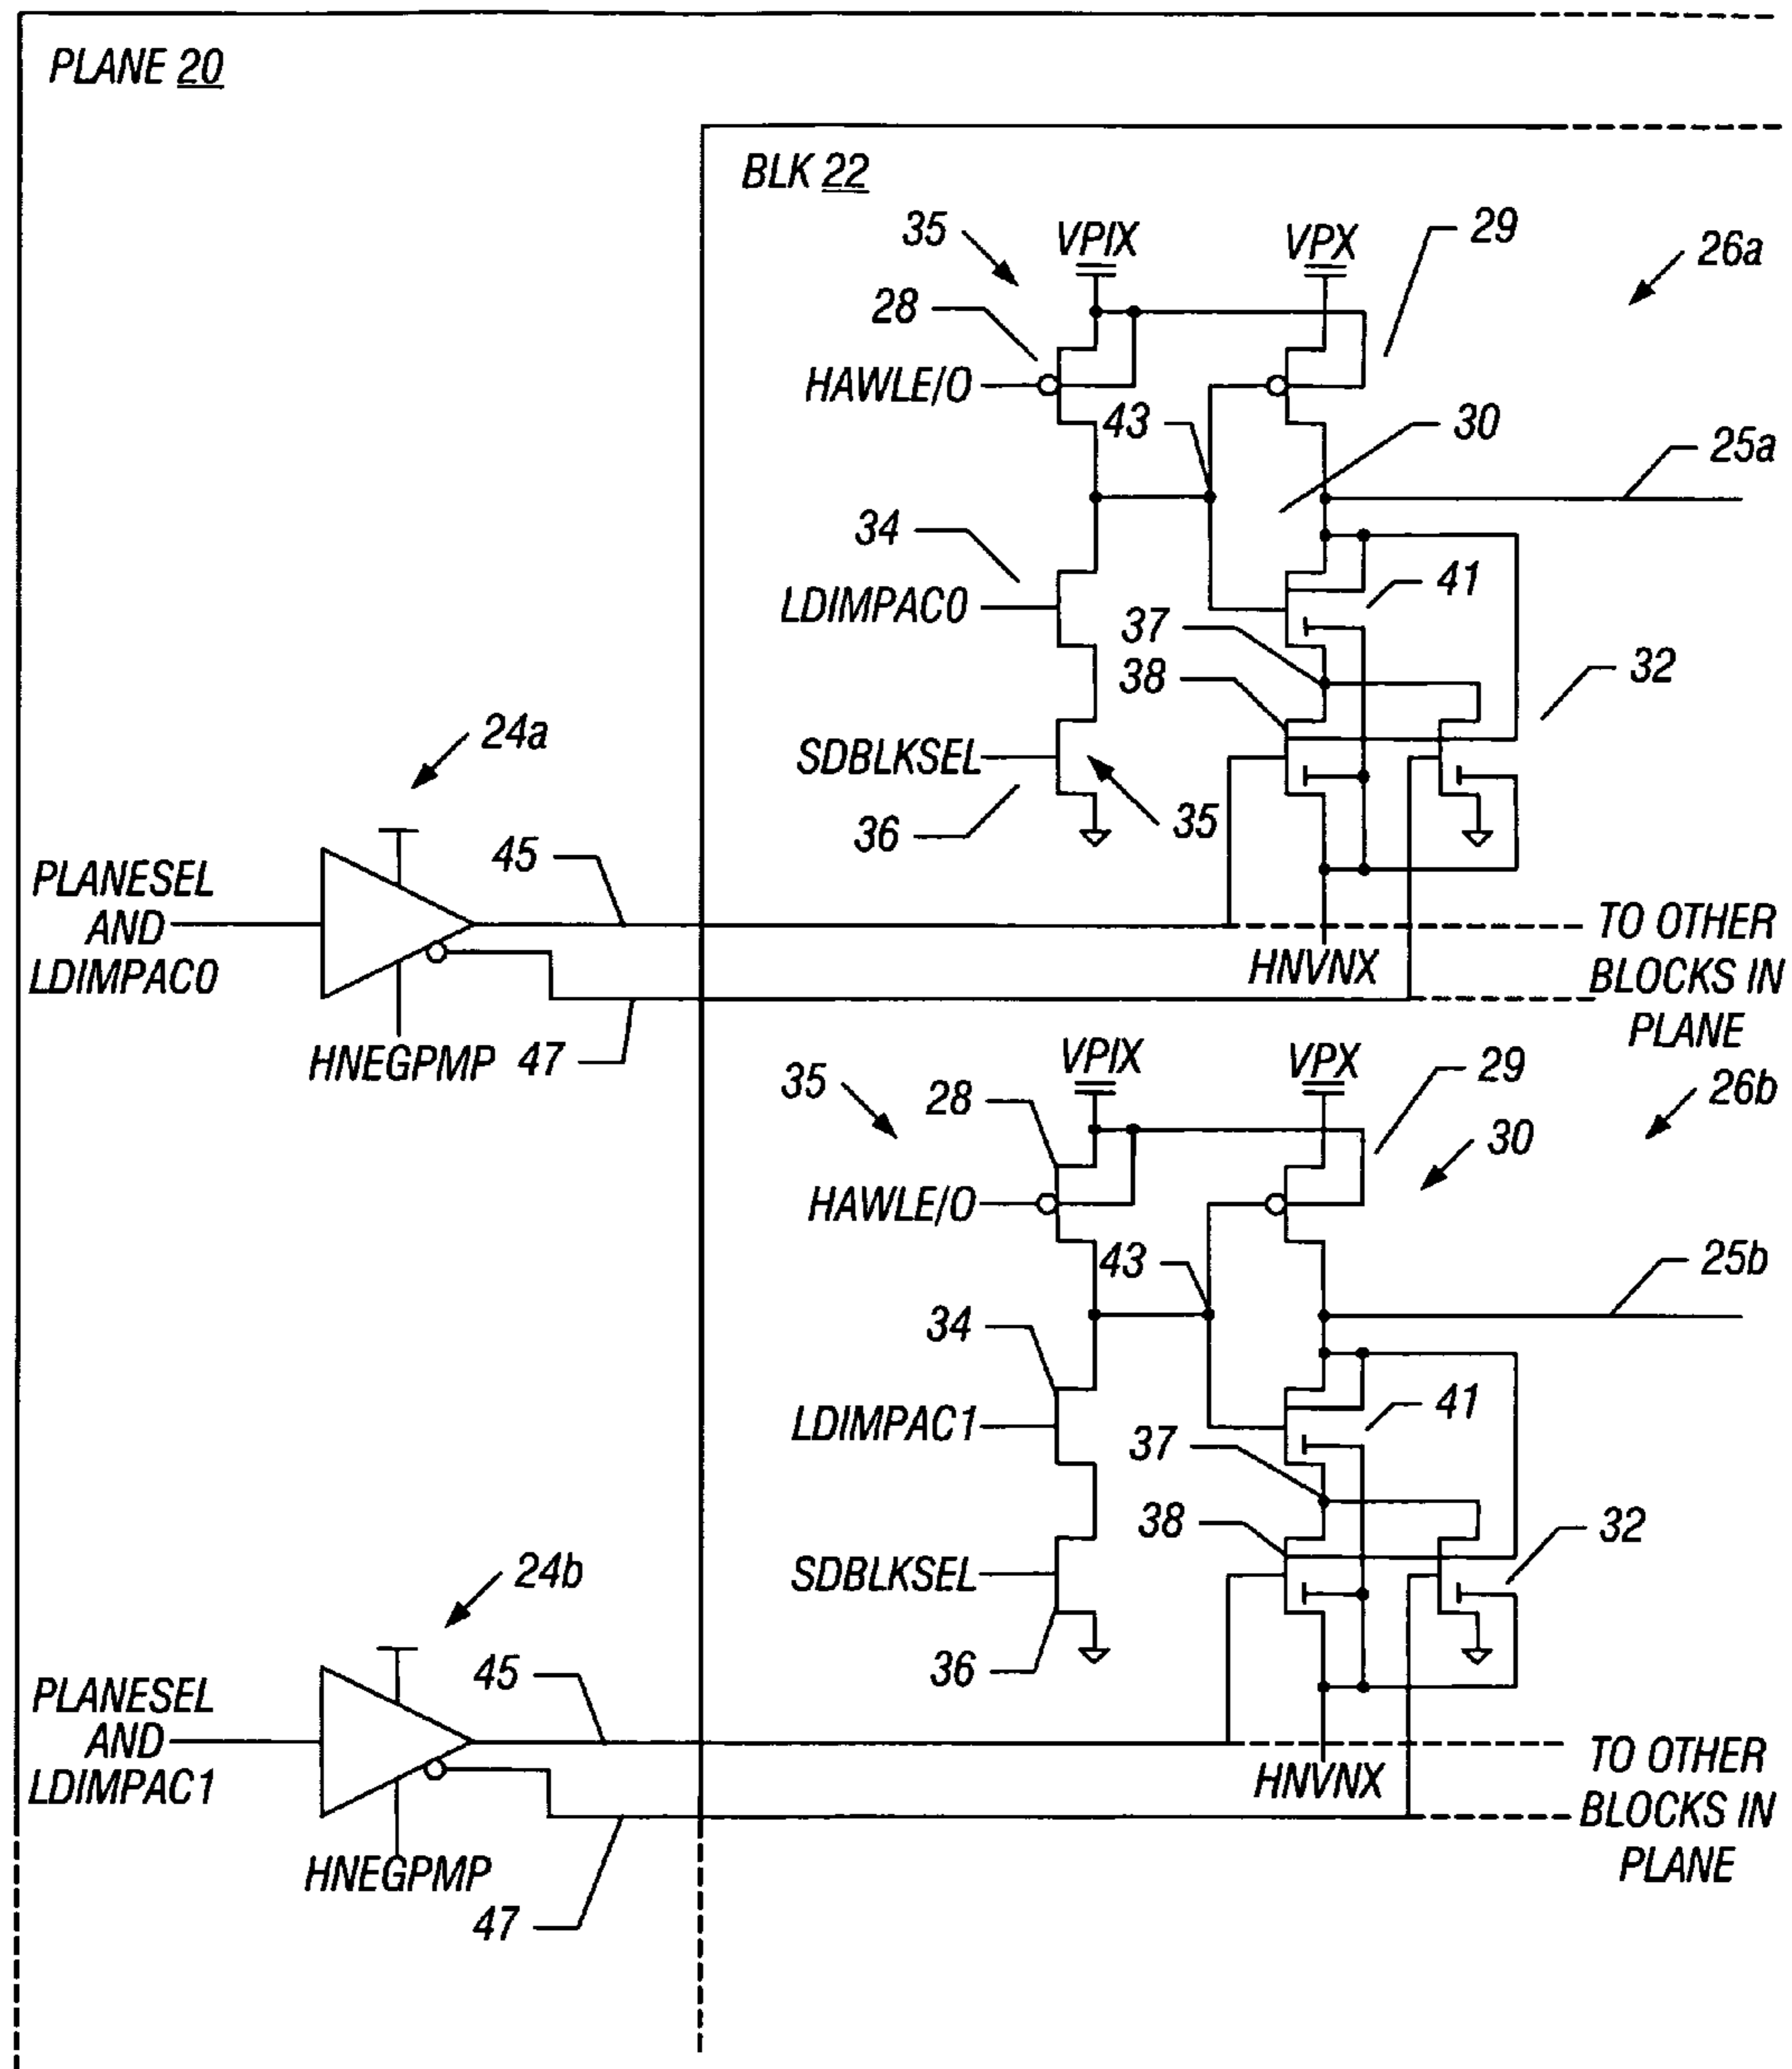 PLANE 20
BLK 22
35
VPIX
VPX
29
26a
28
HAWLE/O
43
30
25a
34
LDIMPAC0
41
37
38
32
24a
SDBLKSEL
36
35
PLANESEL
AND
LDIMPAC0
45
HNVNX
TO OTHER
BLOCKS IN
PLANE
HNEGPMP
47
35
VPIX
VPX
29
26b
28
30
HAWLE/O
43
25b
34
LDIMPAC1
41
37
38
32
24b
SDBLKSEL
36
PLANESEL
AND
LDIMPAC1
45
HNVNX
TO OTHER
BLOCKS IN
PLANE
HNEGPMP
47